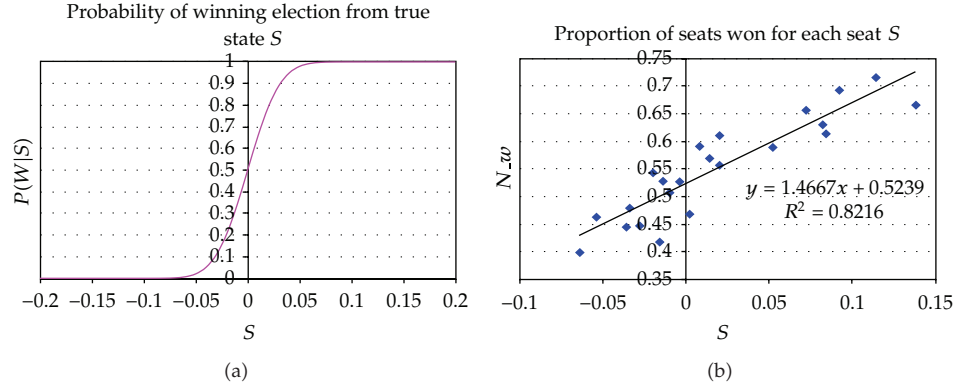 Probability of winning election from true
state S
P(W|S)
1
0.9
0.8
0.7
0.6
0.5
0.4
0.3
0.2
0.1
0
−0.2 −0.15 −0.1 −0.05 0 0.05 0.1 0.15 0.2
S
(a)
Proportion of seats won for each seat S
N_w
0.75
0.7
0.65
0.6
0.55
0.5
0.45
0.4
0.35
y = 1.4667x + 0.5239
R² = 0.8216
−0.1 −0.05 0 0.05 0.1 0.15
S
(b)